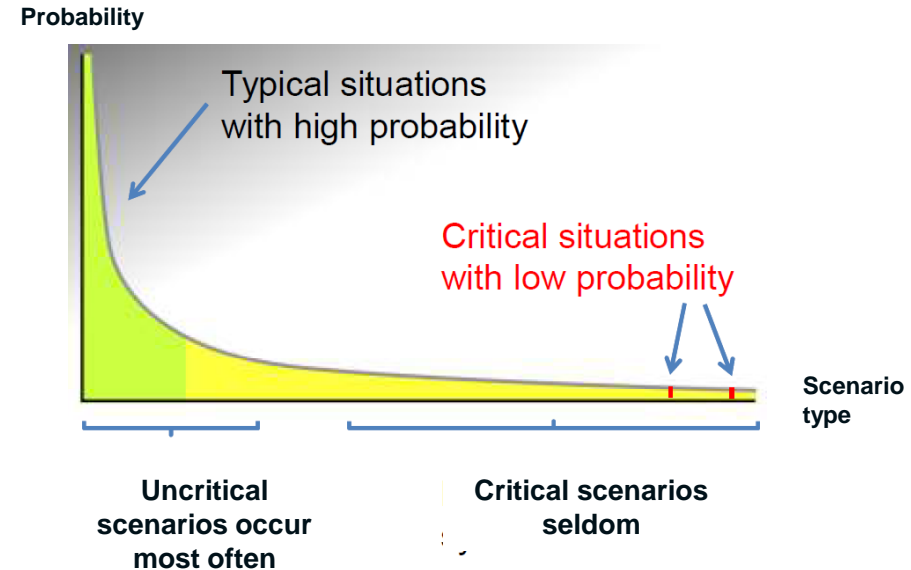 Probability
Typical situations
with high probability
Critical situations
with low probability
Scenario
type
Uncritical
scenarios occur
most often
Critical scenarios
seldom